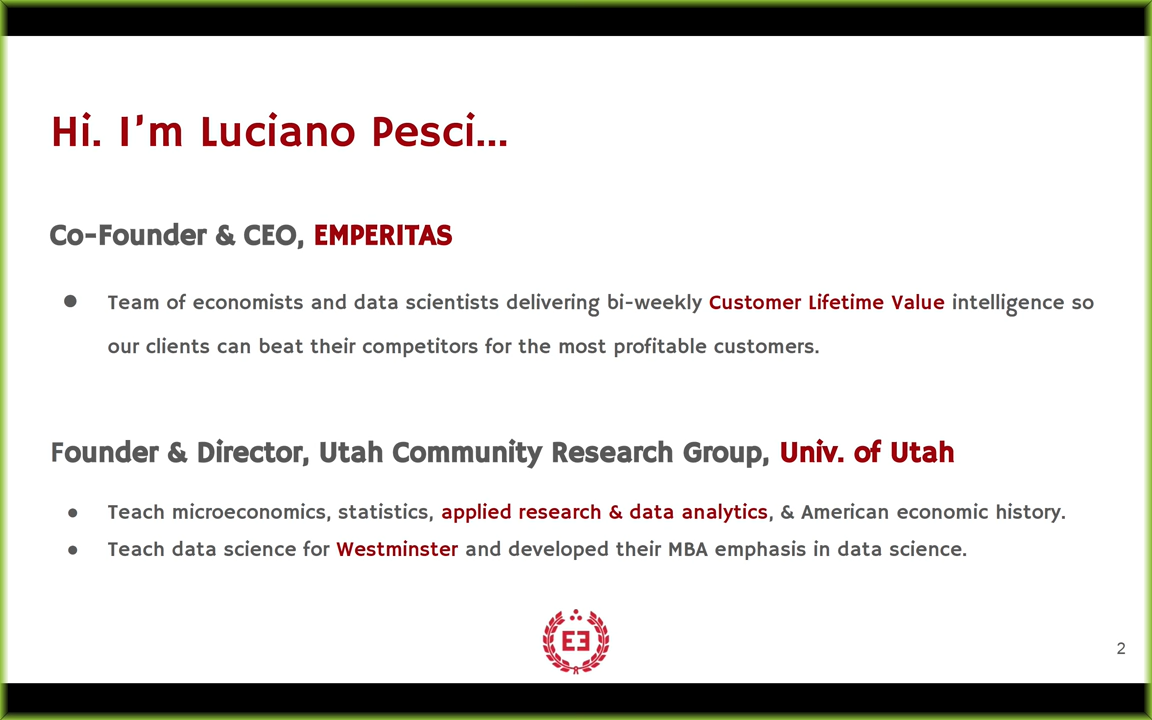 Hi. I’m Luciano Pesci...
Co-Founder & CEO, EMPERITAS
● Team of economists and data scientists delivering bi-weekly Customer Lifetime Value intelligence so
our clients can beat their competitors for the most profitable customers.
Founder & Director, Utah Community Research Group, Univ. of Utah
● Teach microeconomics, statistics, applied research & data analytics, & American economic history.
● Teach data science for Westminster and developed their MBA emphasis in data science.
EE
2